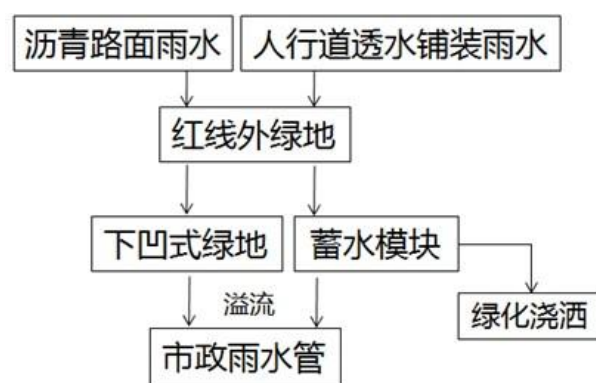 沥青路面雨水
人行道透水铺装雨水
红线外绿地
下凹式绿地
蓄水模块
溢流
绿化浇洒
市政雨水管